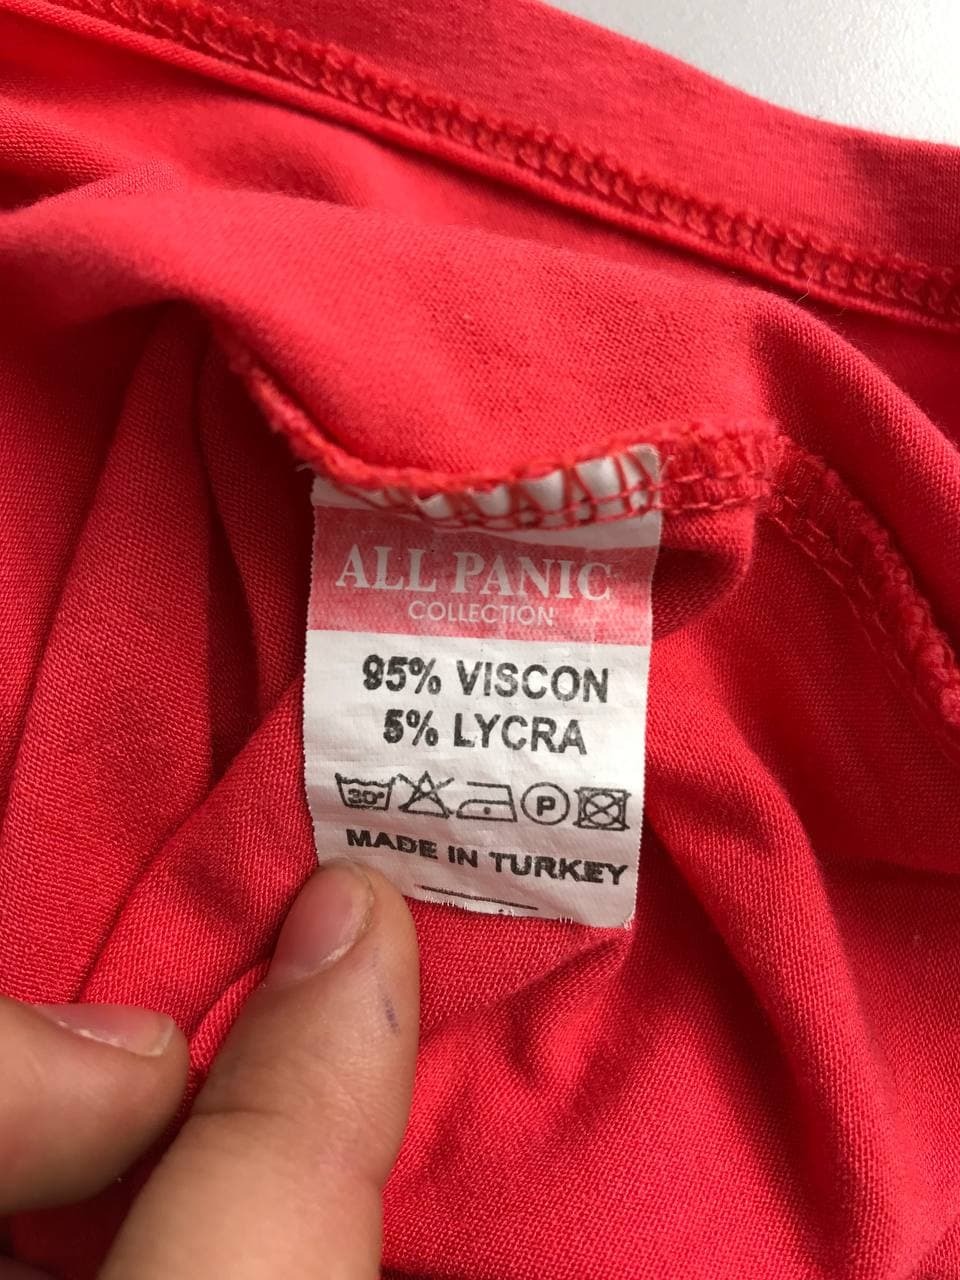 ALL PANIC
COLLECTION
95% VISCON
5% LYCRA
30°
P
MADE IN TURKEY